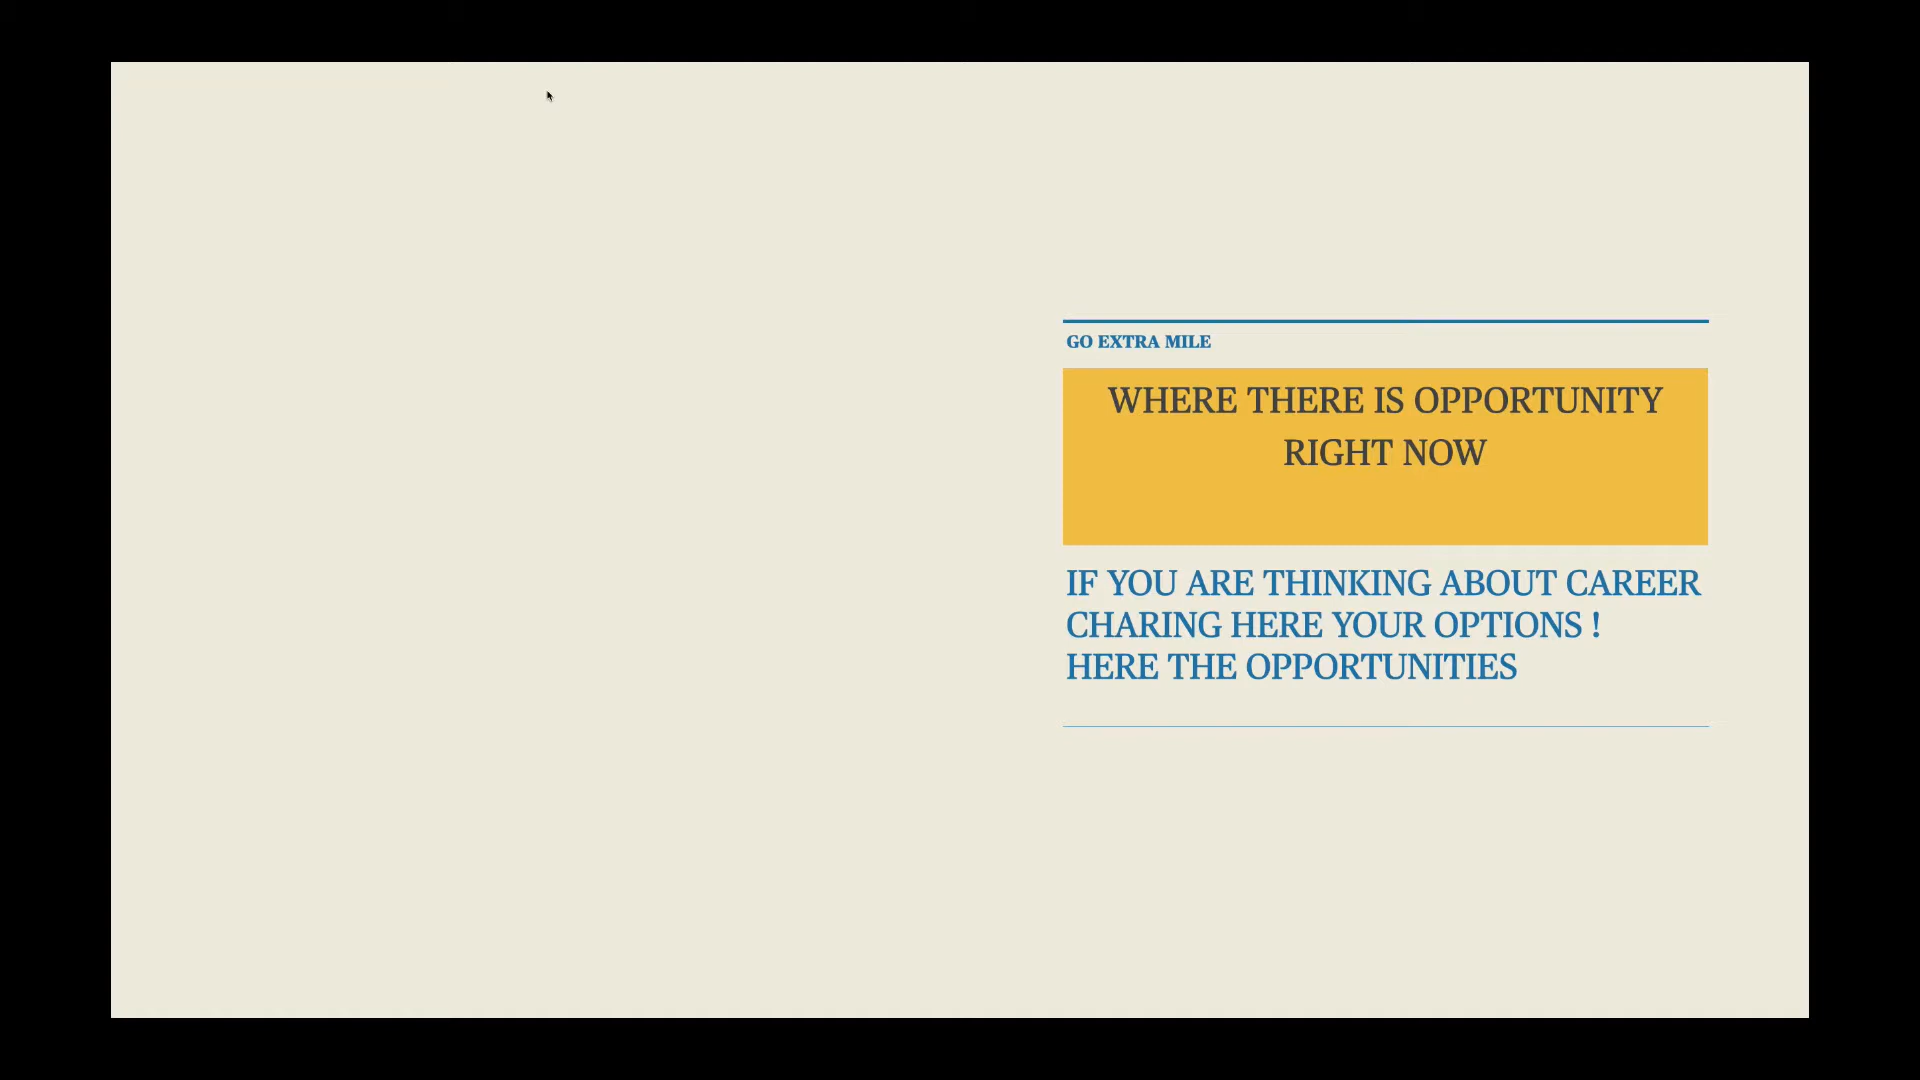 GO EXTRA MILE
WHERE THERE IS OPPORTUNITY
RIGHT NOW
IF YOU ARE THINKING ABOUT CAREER
CHARING HERE YOUR OPTIONS !
HERE THE OPPORTUNITIES